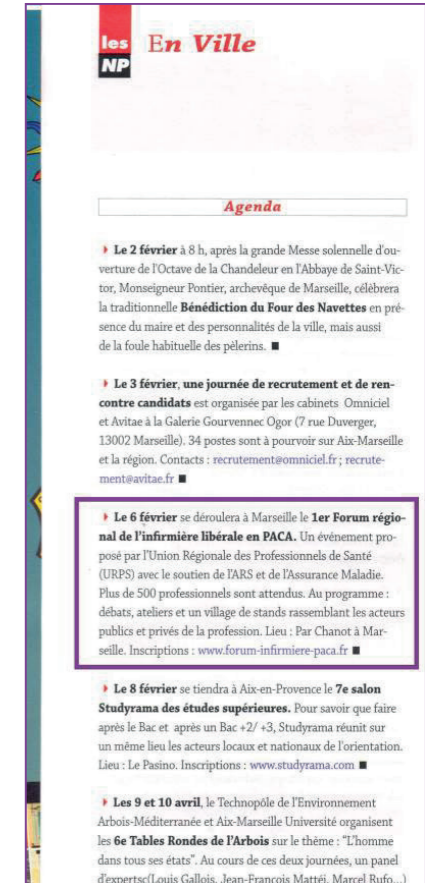 les
NP
En Ville
Agenda
Le 2 février à 8 h, après la grande Messe solennelle d'ou-
verture de l'Octave de la Chandeleur en l'Abbaye de Saint-Vic-
tor, Monseigneur Pontier, archevêque de Marseille, célèbrera
la traditionnelle Bénédiction du Four des Navettes en pré-
sence du maire et des personnalités de la ville, mais aussi
de la foule habituelle des pèlerins. ■
Le 3 février, une journée de recrutement et de ren-
contre candidats est organisée par les cabinets Omniciel
et Avitae à la Galerie Gourvennec Ogor (7 rue Duverger,
13002 Marseille). 34 postes sont à pourvoir sur Aix-Marseille
et la région. Contacts : recrutement@omniciel.fr ; recrute-
ment@avitae.fr ■
Le 6 février se déroulera à Marseille le 1er Forum régio-
nal de l'infirmière libérale en PACA. Un événement pro-
posé par l'Union Régionale des Professionnels de Santé
(URPS) avec le soutien de l'ARS et de l'Assurance Maladie.
Plus de 500 professionnels sont attendus. Au programme :
débats, ateliers et un village de stands rassemblant les acteurs
publics et privés de la profession. Lieu : Par Chanot à Mar-
seille. Inscriptions : www.forum-infirmiere-paca.fr ■
Le 8 février se tiendra à Aix-en-Provence le 7e salon
Studyrama des études supérieures. Pour savoir que faire
après le Bac et après un Bac +2/ +3, Studyrama réunit sur
un même lieu les acteurs locaux et nationaux de l'orientation.
Lieu : Le Pasino. Inscriptions : www.studyrama.com ■
Les 9 et 10 avril, le Technopôle de l'Environnement
Arbois-Méditerranée et Aix-Marseille Université organisent
les 6e Tables Rondes de l'Arbois sur le thème : "L'homme
dans tous ses états". Au cours de ces deux journées, un panel
d'expertsc(Louis Gallois, Jean-François Mattéi, Marcel Rufo...)